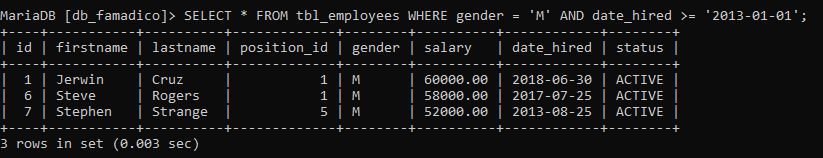 MariaDB [db_famadico]> SELECT * FROM tbl_employees WHERE gender = 'M' AND date_hired >= '2013-01-01';
+----+-----------+----------+-------------+--------+----------+------------+--------+
| id | firstname | lastname | position_id | gender | salary   | date_hired | status |
+----+-----------+----------+-------------+--------+----------+------------+--------+
|  1 | Jerwin    | Cruz     |           1 | M      | 60000.00 | 2018-06-30 | ACTIVE |
|  6 | Steve     | Rogers   |           1 | M      | 58000.00 | 2017-07-25 | ACTIVE |
|  7 | Stephen   | Strange  |           5 | M      | 52000.00 | 2013-08-25 | ACTIVE |
+----+-----------+----------+-------------+--------+----------+------------+--------+
3 rows in set (0.003 sec)